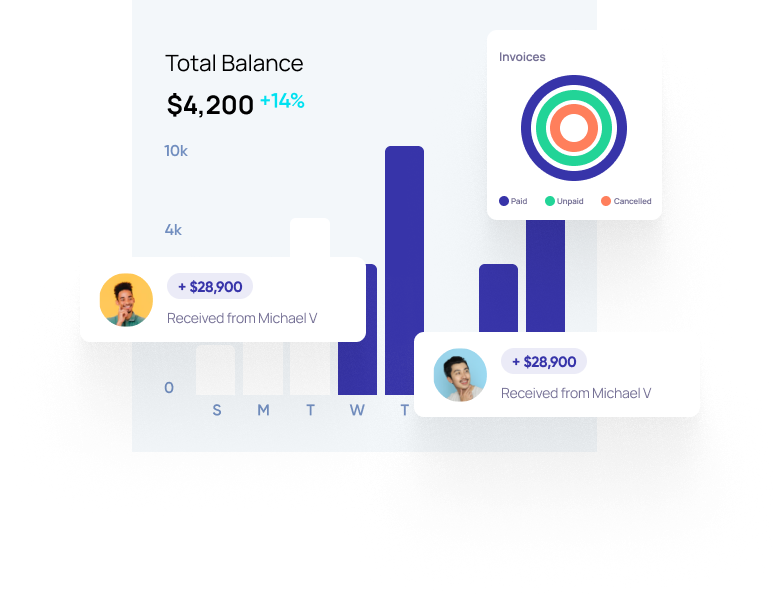 Total Balance
$4,200 +14%
Invoices
Paid Unpaid Cancelled
10k
4k
+ $28,900
Received from Michael V
+ $28,900
Received from Michael V
0
S M T W T